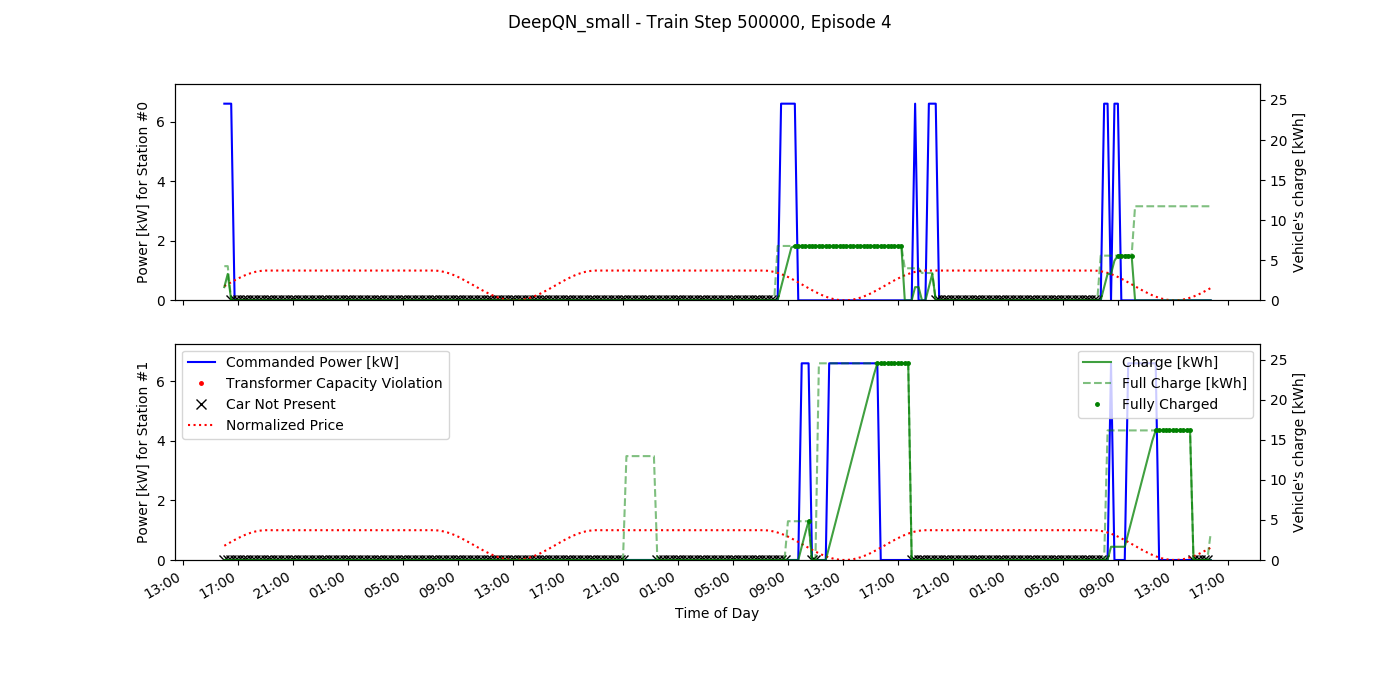 DeepQN_small - Train Step 500000, Episode 4
Power [kW] for Station #0
6
4
2
0
25
20
15
10
5
0
Vehicle's charge [kWh]
Power [kW] for Station #1
6
4
2
0
Commanded Power [kW]
Transformer Capacity Violation
Car Not Present
Normalized Price
Charge [kWh]
Full Charge [kWh]
Fully Charged
25
20
15
10
5
0
Vehicle's charge [kWh]
13:00 17:00 21:00 01:00 05:00 09:00 13:00 17:00 21:00 01:00 05:00 09:00 13:00 17:00 21:00 01:00 05:00 09:00 13:00 17:00
Time of Day